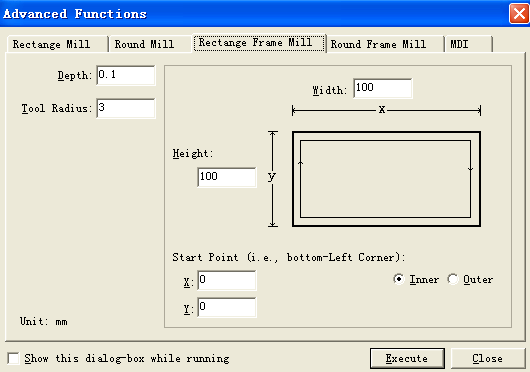 Advanced Functions
Rectange Mill Round Mill Rectange Frame Mill Round Frame Mill MDI
Depth: 0.1
Tool Radius: 3
Width: 100
x
Height:
100
y
Start Point (i.e., bottom-Left Corner):
X: 0
Inner Outer
Y: 0
Unit: mm
Show this dialog-box while running
Execute Close